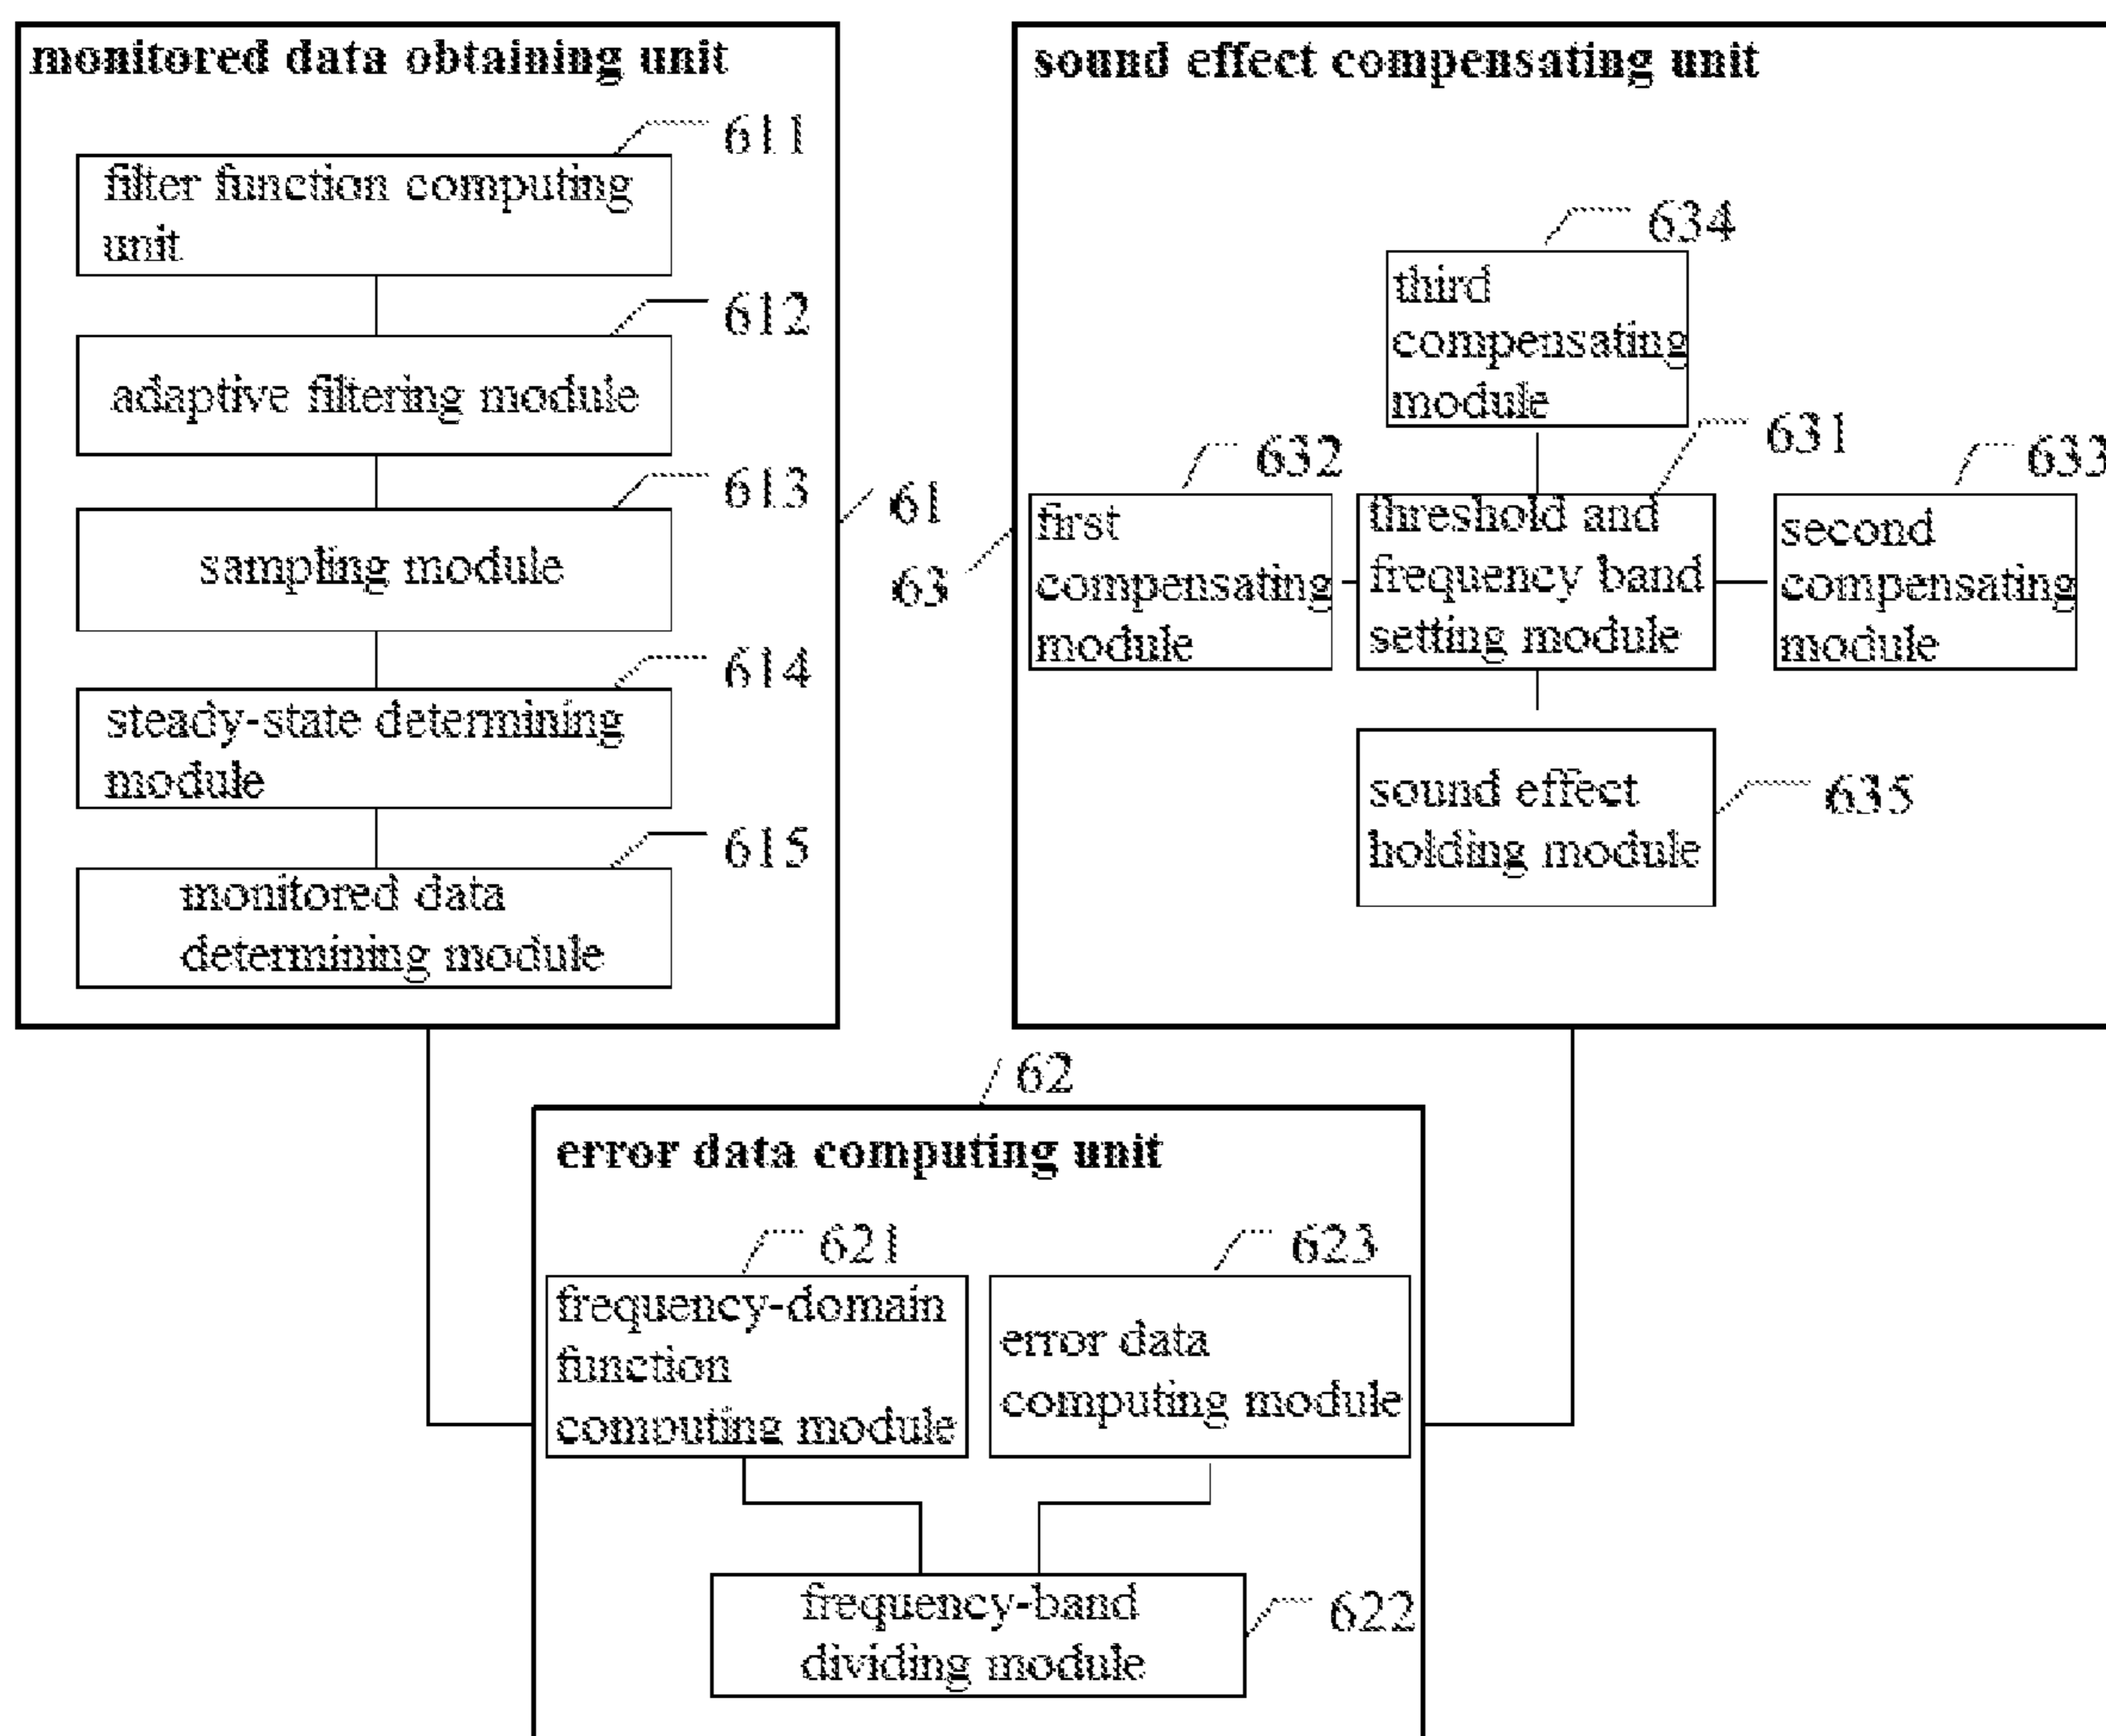 monitored data obtaining unit
611
filter function computing
unit
612
adaptive filtering module
613
sampling module
614
steady-state determining
module
615
monitored data
determining module
61
63
sound effect compensating unit
634
third
compensating
module
631
632
first
compensating
module
threshold and
frequency band
setting module
633
second
compensating
module
sound effect
holding module
635
62
error data computing unit
621
frequency-domain
function
computing module
623
error data
computing module
frequency-band
dividing module
622